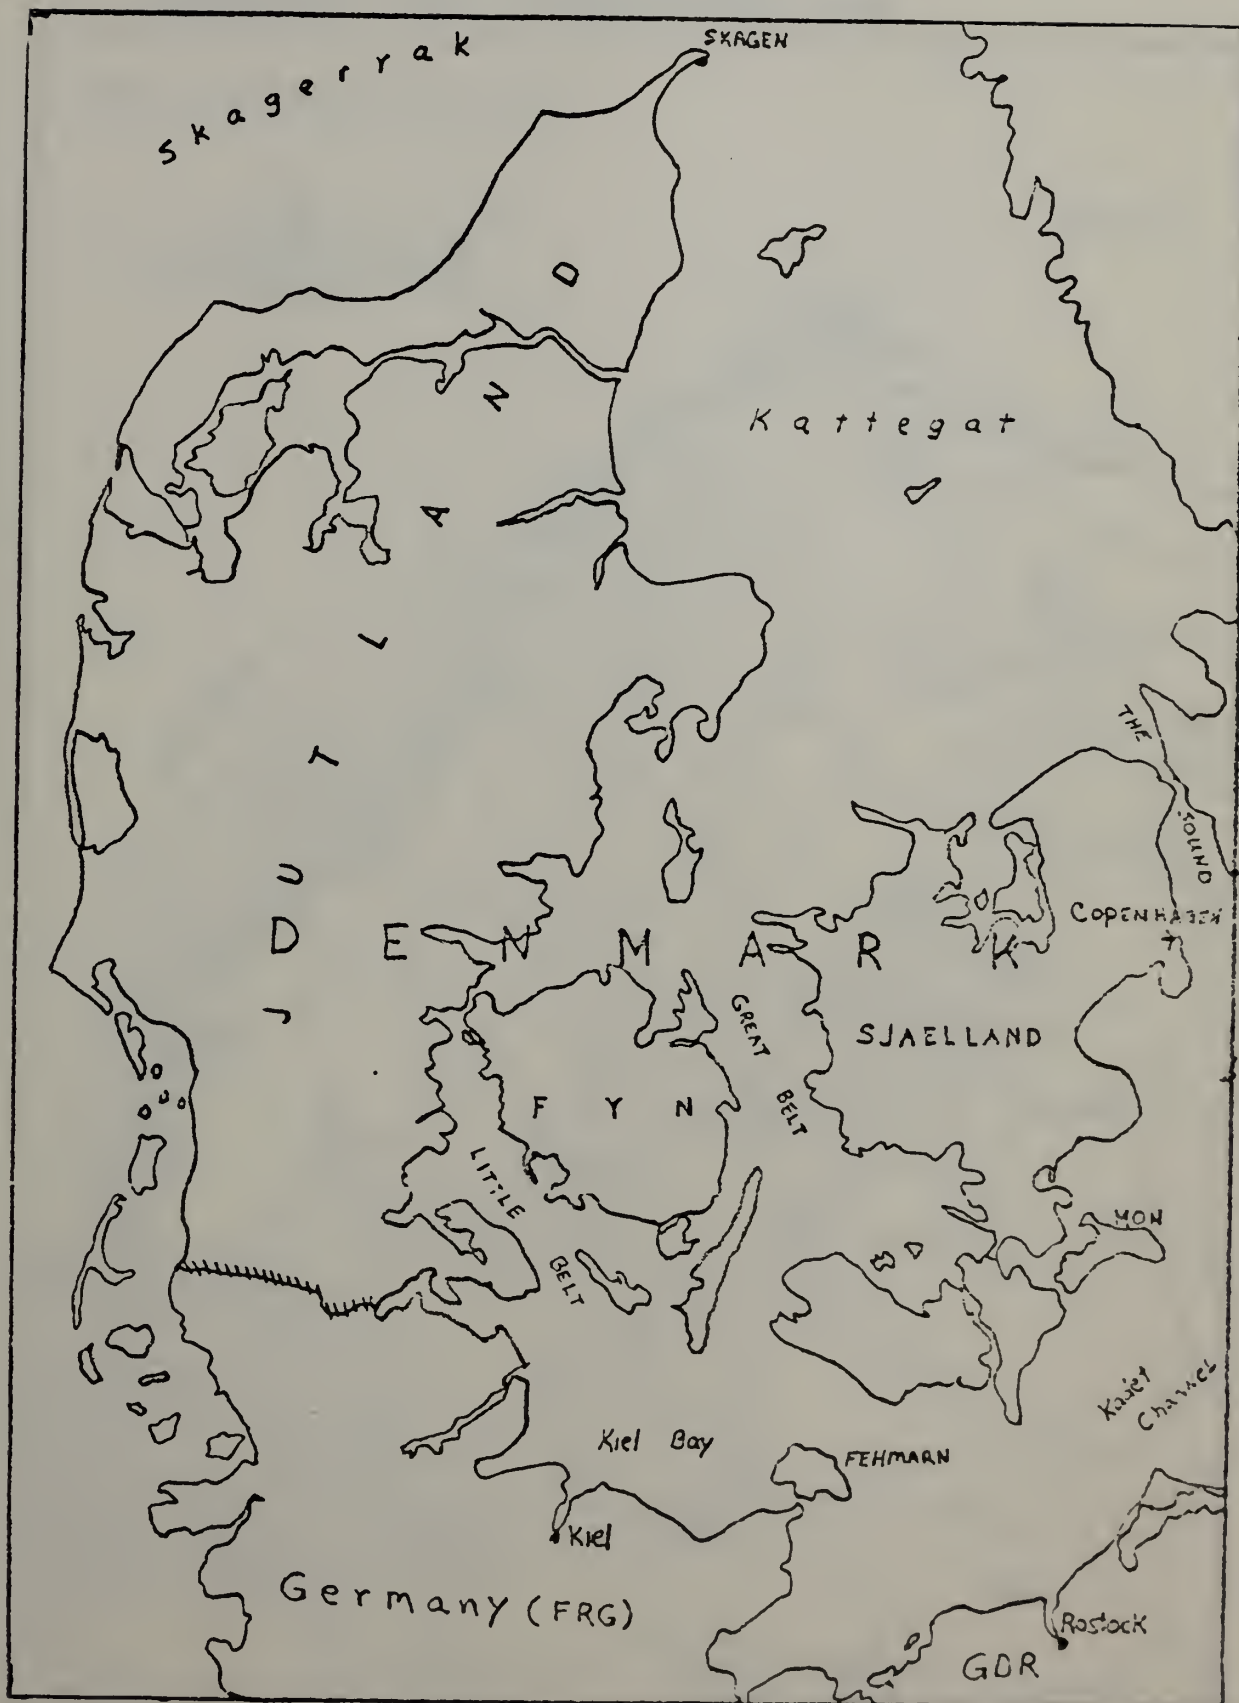 SKAGEN
Skagerrak
Kattegat
JUTLAND
THE SOUND
COPENHAGEN
DENMARK
GREAT BELT
SJAELLAND
FYN
LITTLE BELT
MON
Kadet Channel
Kiel Bay
FEHMARN
Kiel
Germany (FRG)
Rostock
GDR